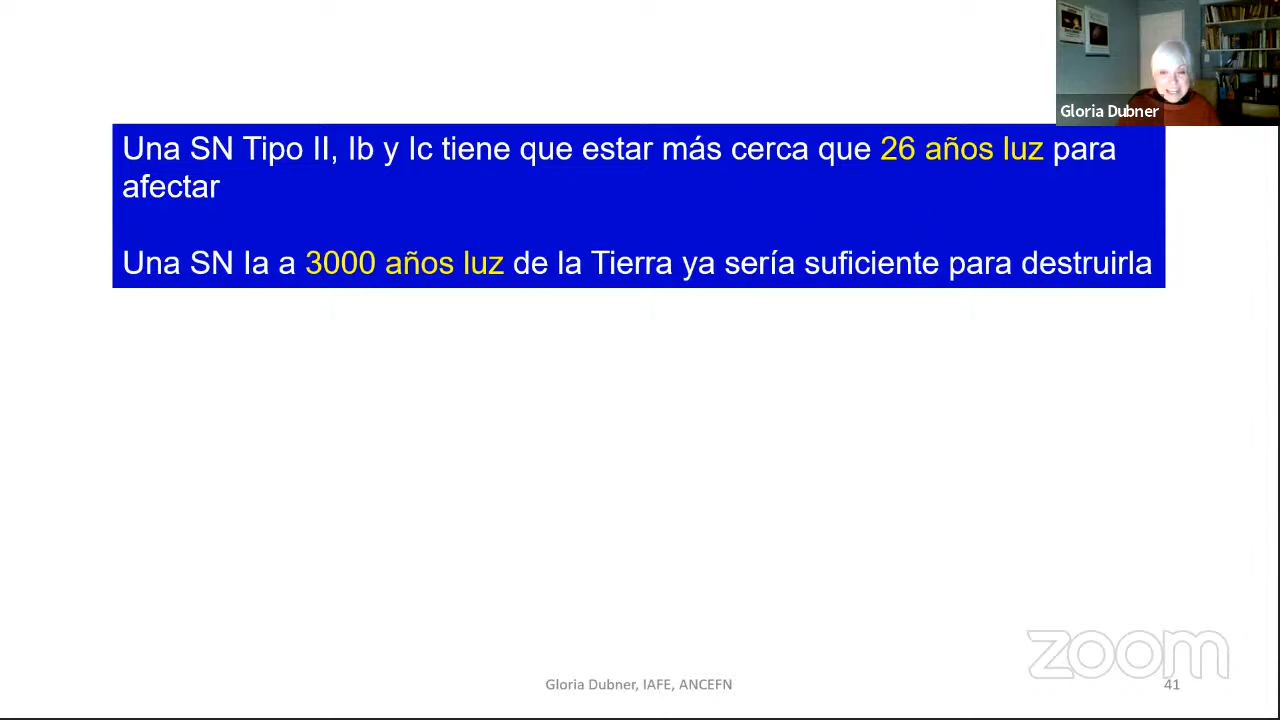 Gloria Dubner
Una SN Tipo II, Ib y Ic tiene que estar más cerca que 26 años luz para
afectar
Una SN Ia a 3000 años luz de la Tierra ya sería suficiente para destruirla
zoom
Gloria Dubner, IAFE, ANCEFN
41